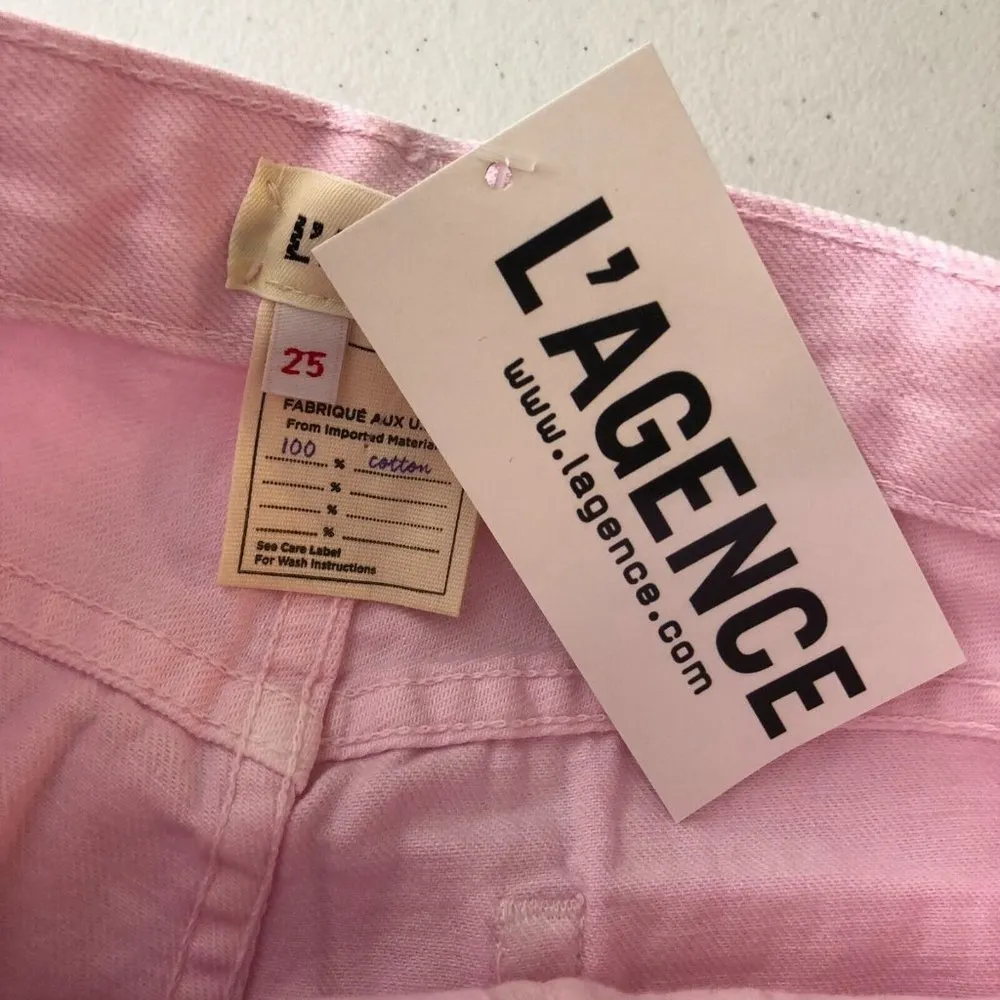 L'AGENCE
www.lagence.com
L'
25
FABRIQUÉ AUX U.
From Imported Materia
100 % cotton
%
%
%
See Care Label
For Wash Instructions